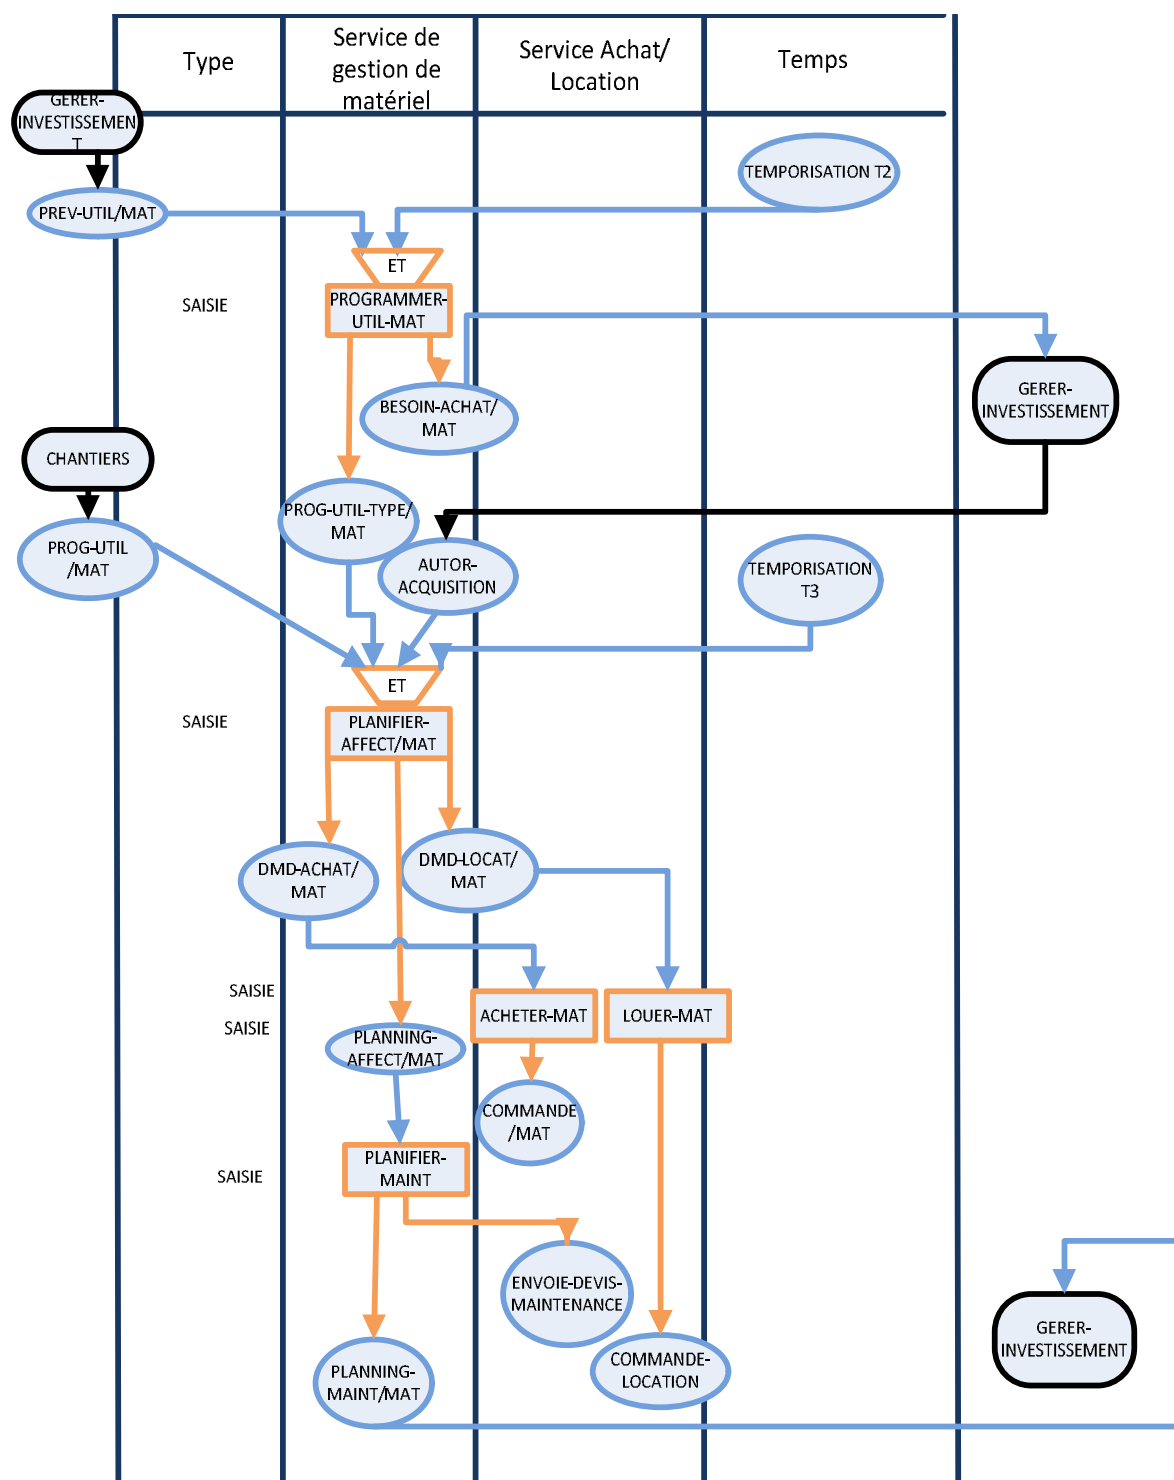 Type
Service de
gestion de
matériel
Service Achat/
Location
Temps
GERER-
INVESTISSEMEN
T
TEMPORISATION T2
PREV-UTIL/MAT
ET
SAISIE
PROGRAMMER-
UTIL-MAT
BESOIN-ACHAT/
MAT
GERER-
INVESTISSEMENT
CHANTIERS
PROG-UTIL-TYPE/
MAT
PROG-UTIL
/MAT
AUTOR-
ACQUISITION
TEMPORISATION
T3
ET
SAISIE
PLANIFIER-
AFFECT/MAT
DMD-ACHAT/
MAT
DMD-LOCAT/
MAT
SAISIE
SAISIE
ACHETER-MAT
LOUER-MAT
PLANNING-
AFFECT/MAT
COMMANDE
/MAT
SAISIE
PLANIFIER-
MAINT
ENVOIE-DEVIS-
MAINTENANCE
GERER-
INVESTISSEMENT
PLANNING-
MAINT/MAT
COMMANDE-
LOCATION